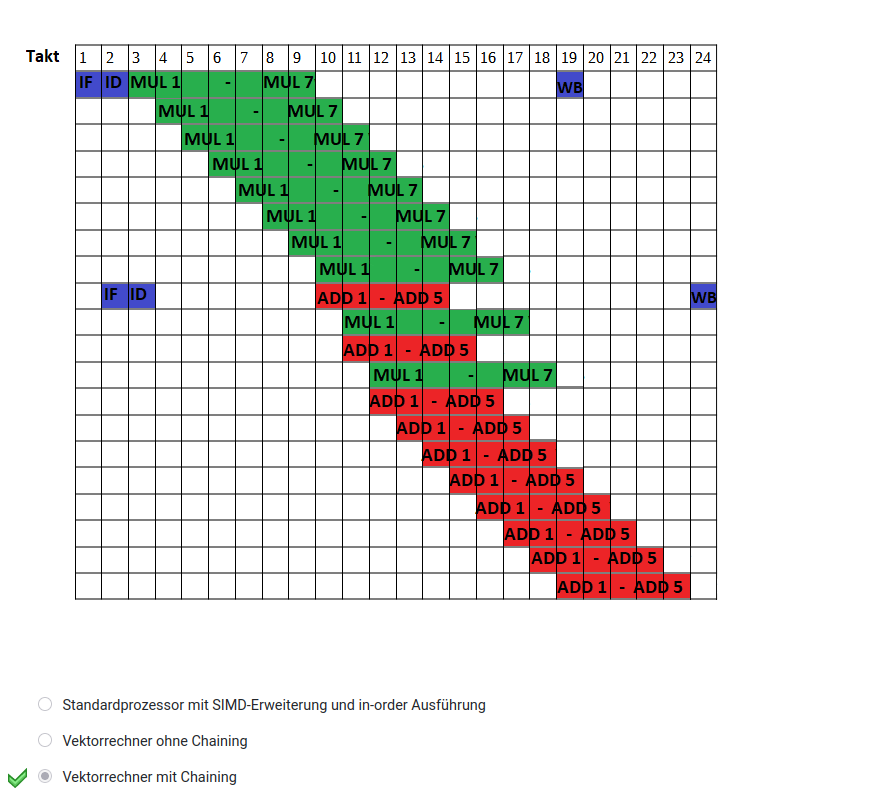 Takt 1 2 3 4 5 6 7 8 9 10 11 12 13 14 15 16 17 18 19 20 21 22 23 24
IF ID MUL 1 - MUL 7 WB
MUL 1 - MUL 7
MUL 1 - MUL 7
MUL 1 - MUL 7
MUL 1 - MUL 7
MUL 1 - MUL 7
MUL 1 - MUL 7
MUL 1 - MUL 7
IF ID ADD 1 - ADD 5 WB
MUL 1 - MUL 7
ADD 1 - ADD 5
MUL 1 - MUL 7
ADD 1 - ADD 5
ADD 1 - ADD 5
ADD 1 - ADD 5
ADD 1 - ADD 5
ADD 1 - ADD 5
ADD 1 - ADD 5
ADD 1 - ADD 5
ADD 1 - ADD 5
Standardprozessor mit SIMD-Erweiterung und in-order Ausführung
Vektorrechner ohne Chaining
Vektorrechner mit Chaining